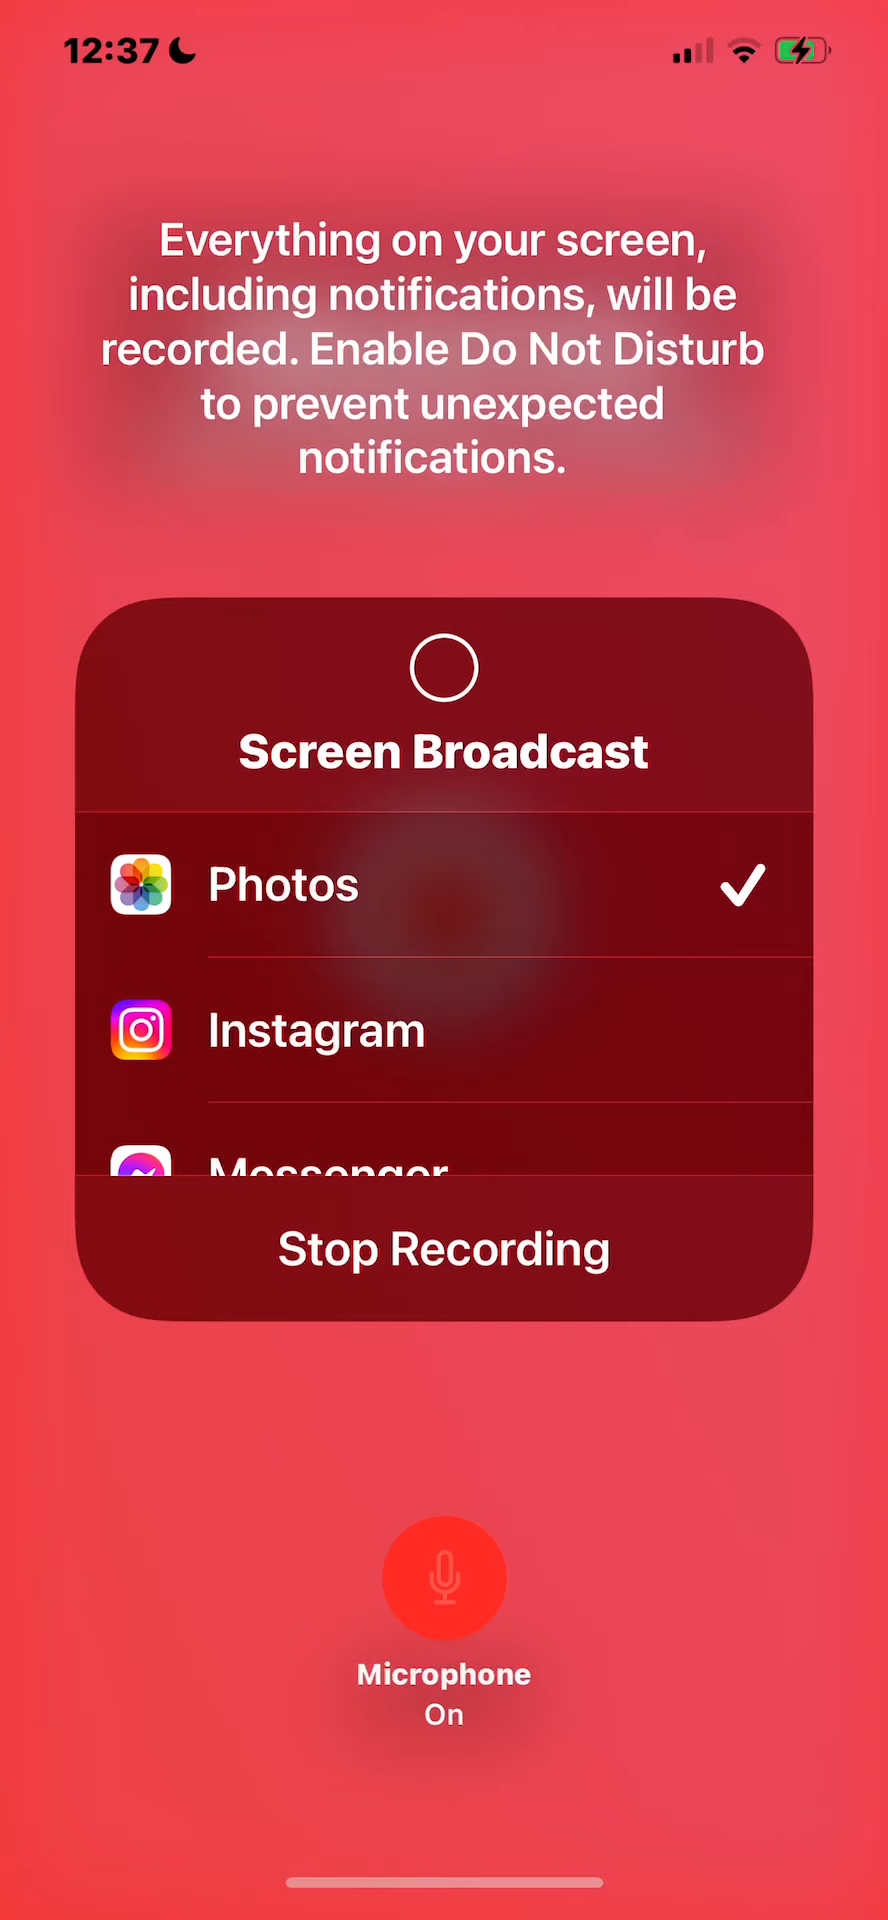 12:37
Everything on your screen,
including notifications, will be
recorded. Enable Do Not Disturb
to prevent unexpected
notifications.
Screen Broadcast
Photos
Instagram
Messenger
Stop Recording
Microphone
On